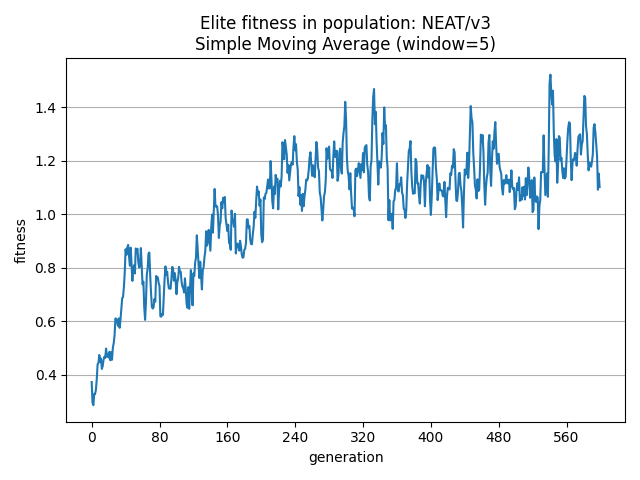 Elite fitness in population: NEAT/v3
Simple Moving Average (window=5)
1.4
1.2
1.0
0.8
0.6
0.4
fitness
0 80 160 240 320 400 480 560
generation